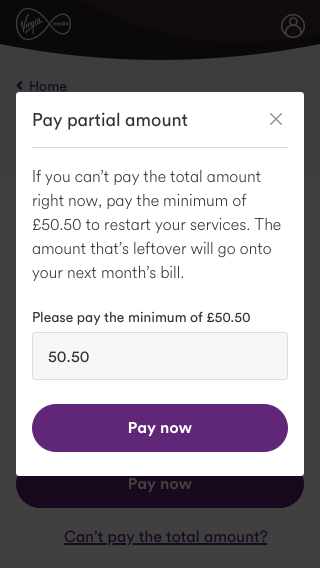 Virgin media
Home
Pay partial amount
If you can’t pay the total amount
right now, pay the minimum of
£50.50 to restart your services. The
amount that’s leftover will go onto
your next month’s bill.
Please pay the minimum of £50.50
50.50
Pay now
Pay now
Can’t pay the total amount?